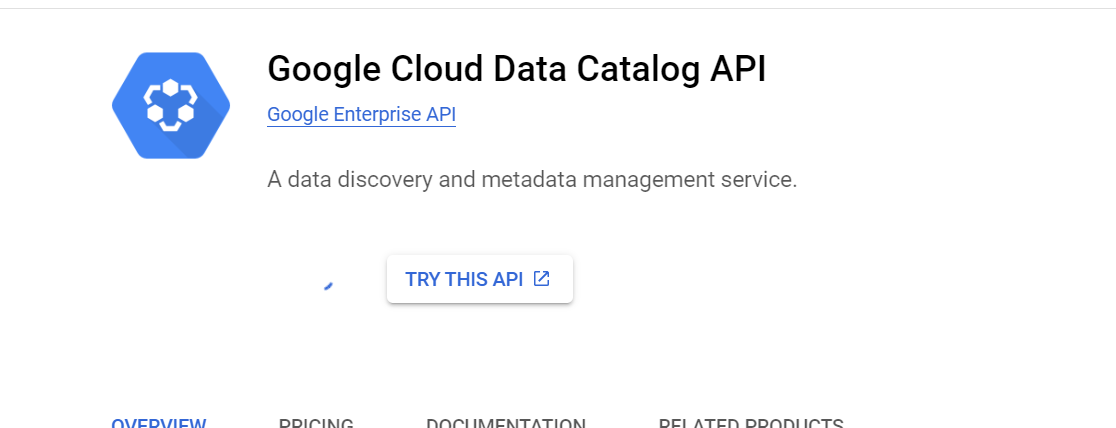 Google Cloud Data Catalog API
Google Enterprise API
A data discovery and metadata management service.
TRY THIS API
OVERVIEW
PRICING
DOCUMENTATION
RELATED PRODUCTS